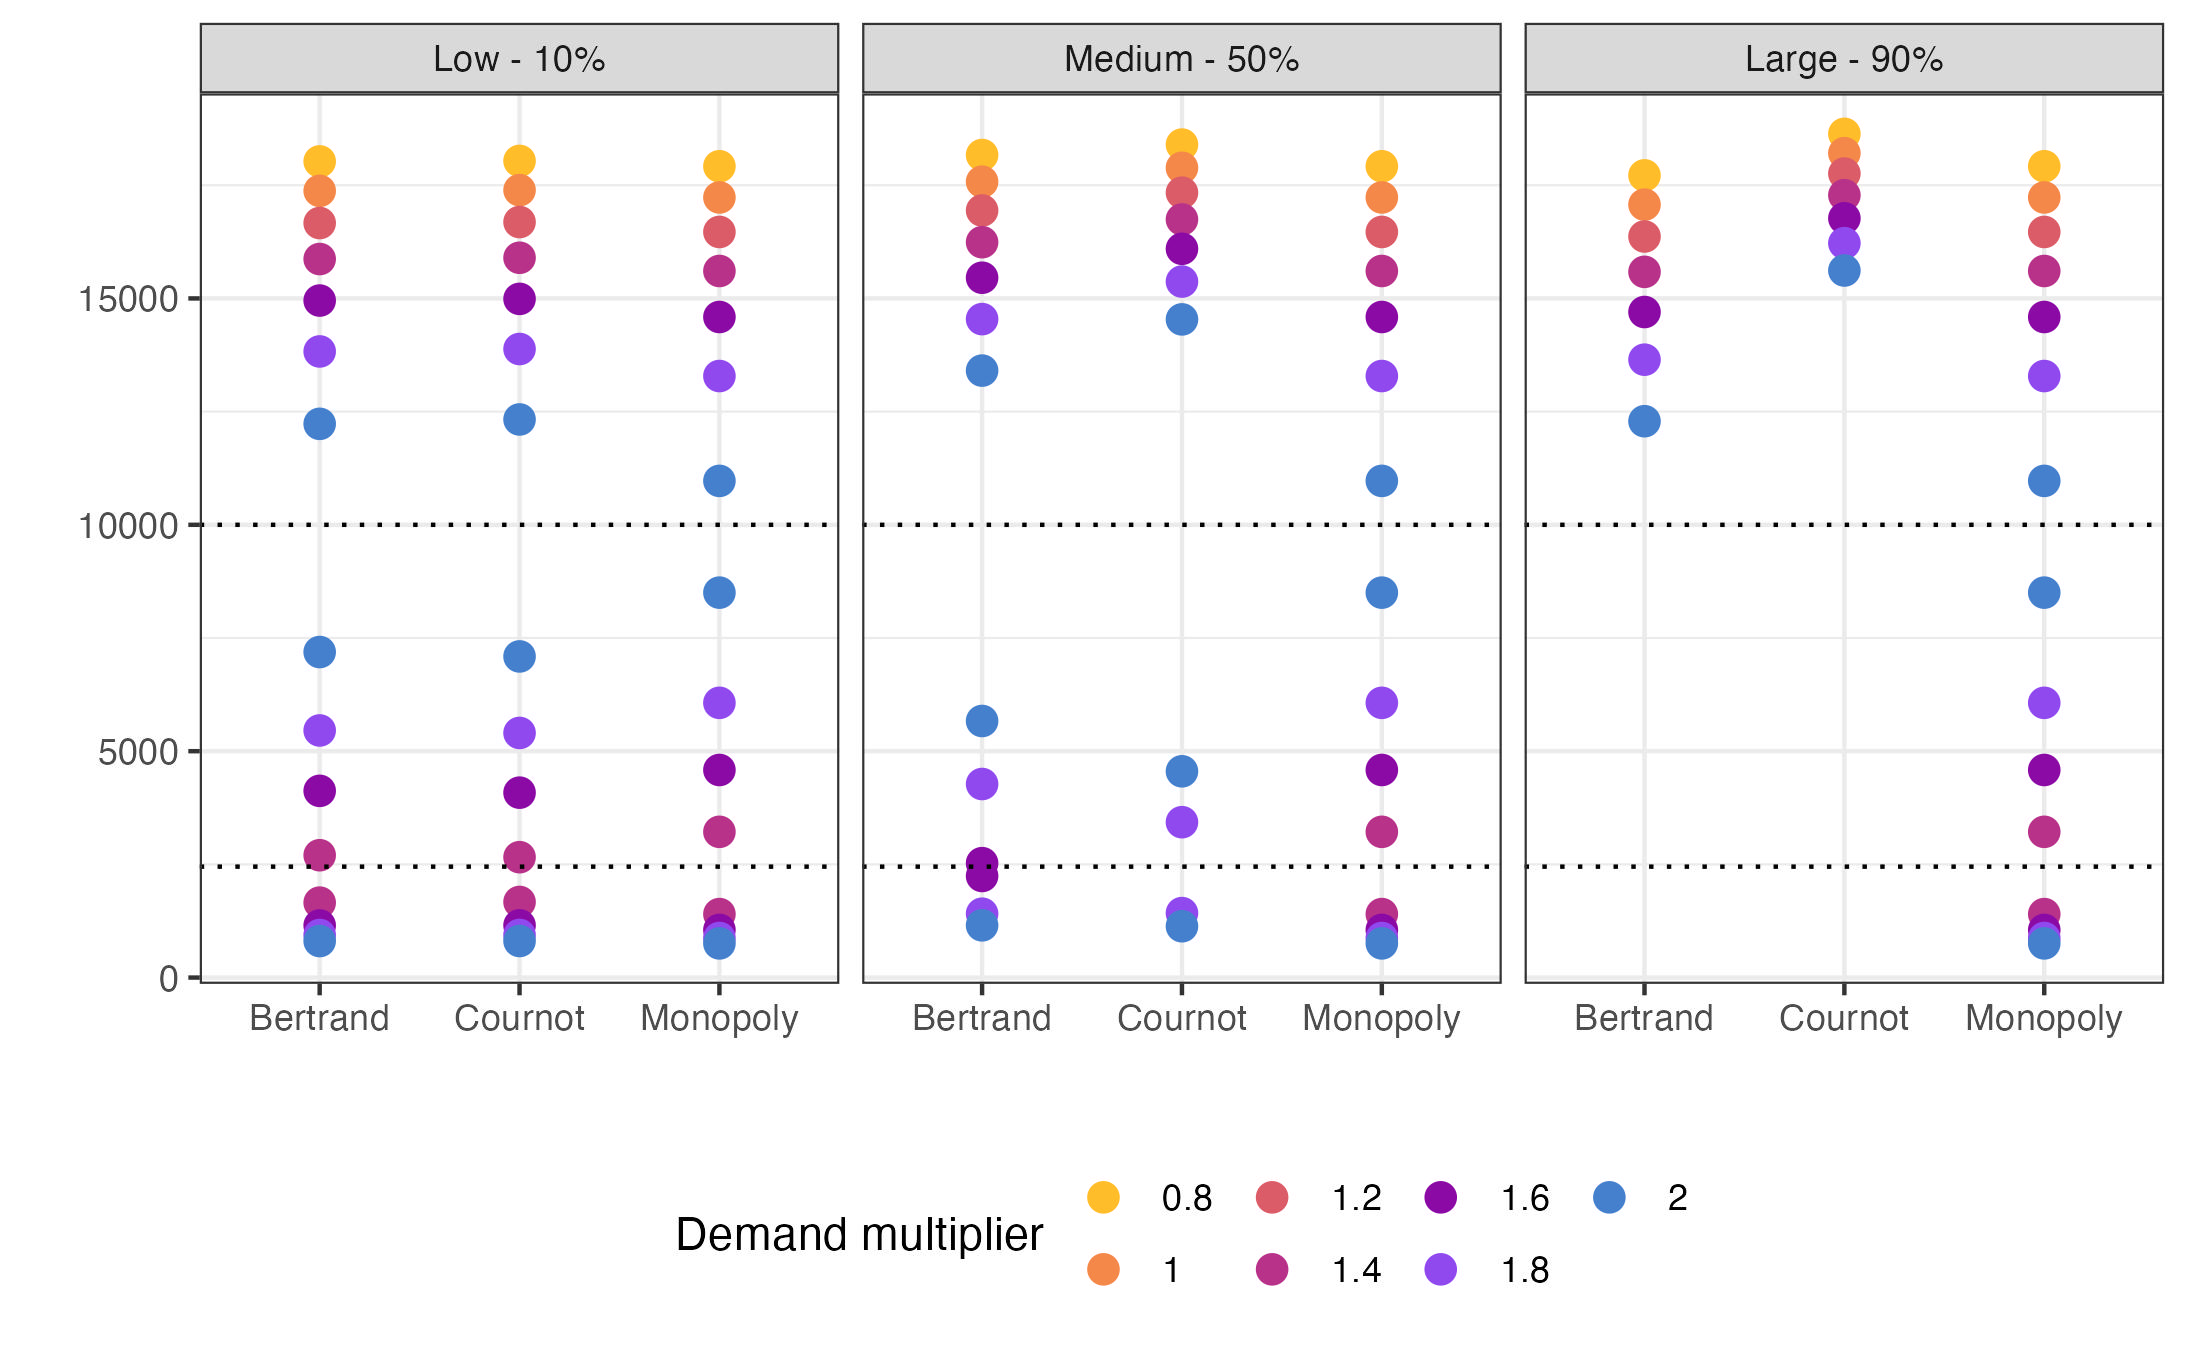 Low - 10%
Medium - 50%
Large - 90%
15000
10000
5000
0
Bertrand Cournot Monopoly
Bertrand Cournot Monopoly
Bertrand Cournot Monopoly
Demand multiplier
0.8 1.2 1.6 2
1 1.4 1.8